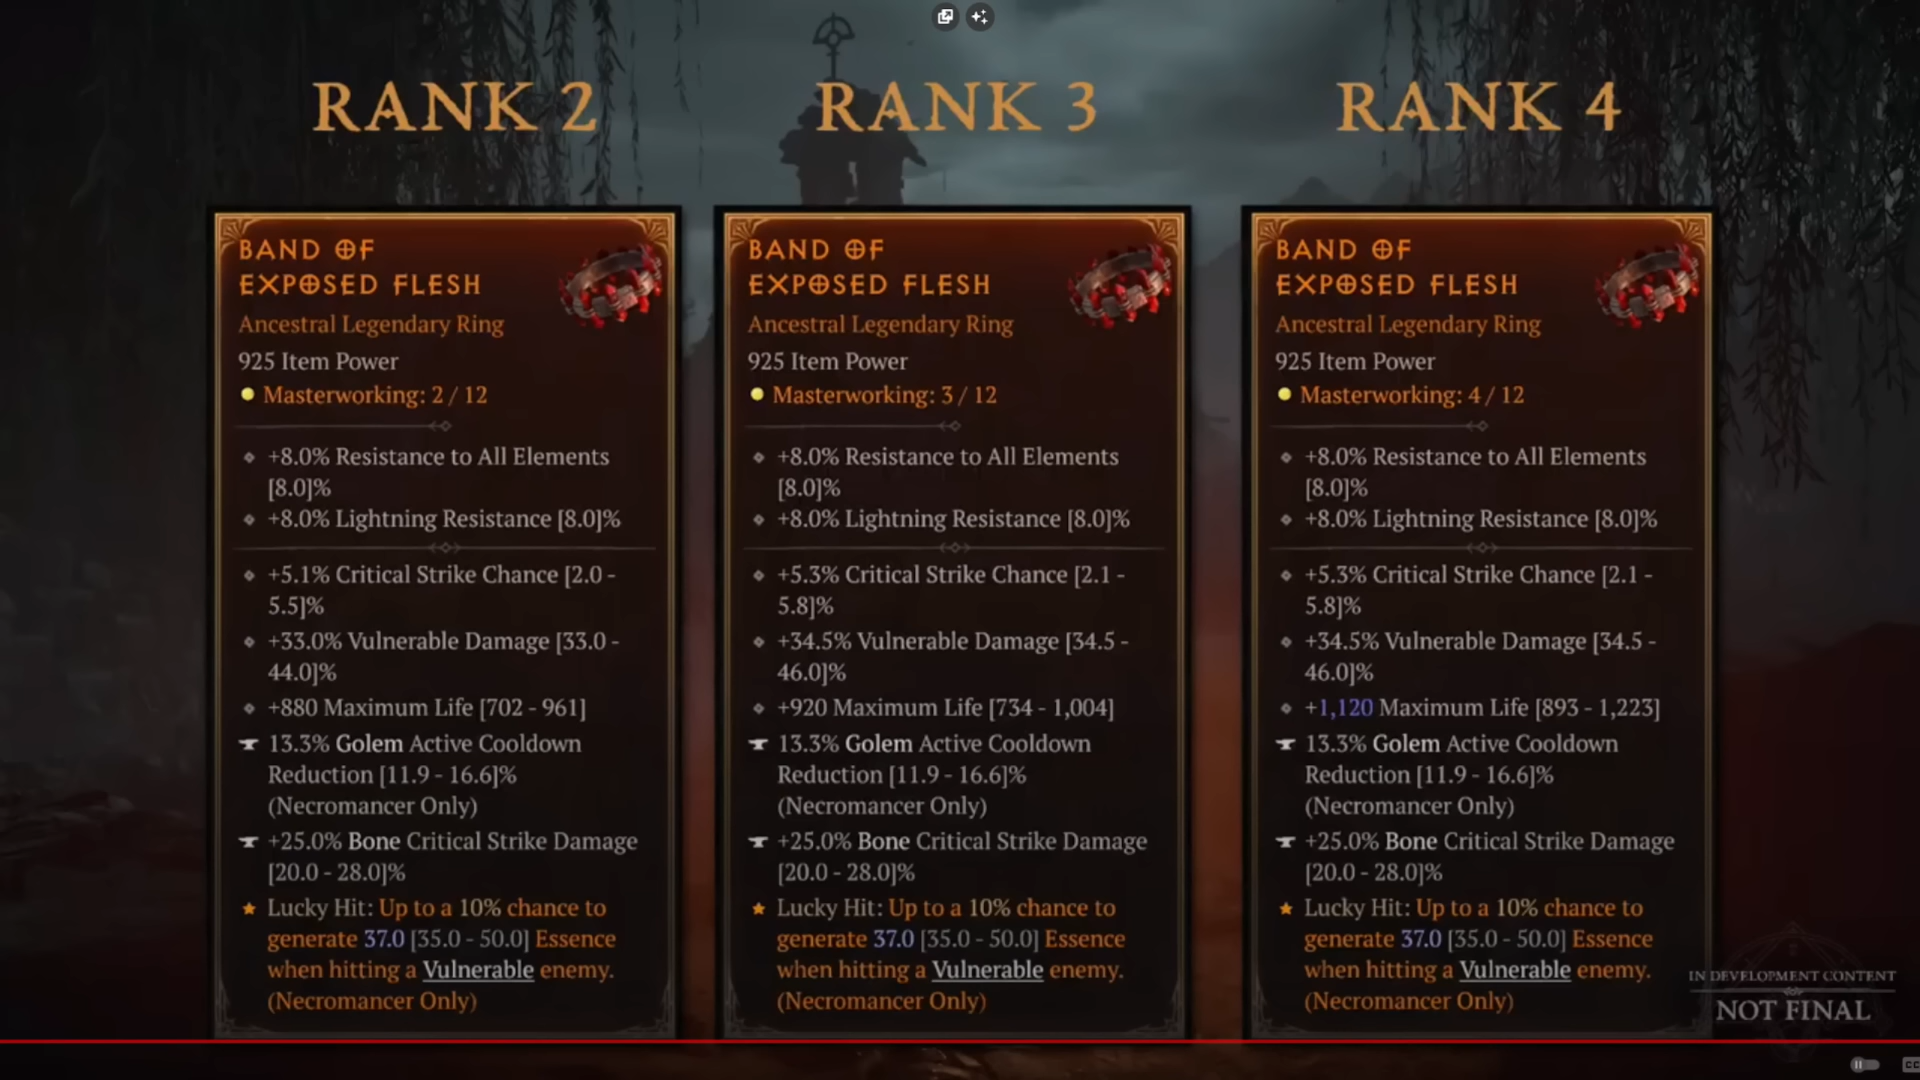 RANK 2
RANK 3
RANK 4
BAND OF
EXPOSED FLESH
Ancestral Legendary Ring
925 Item Power
Masterworking: 2 / 12
+8.0% Resistance to All Elements
[8.0]%
+8.0% Lightning Resistance [8.0]%
+5.1% Critical Strike Chance [2.0 -
5.5]%
+33.0% Vulnerable Damage [33.0 -
44.0]%
+880 Maximum Life [702 - 961]
13.3% Golem Active Cooldown
Reduction [11.9 - 16.6]%
(Necromancer Only)
+25.0% Bone Critical Strike Damage
[20.0 - 28.0]%
Lucky Hit: Up to a 10% chance to
generate 37.0 [35.0 - 50.0] Essence
when hitting a Vulnerable enemy.
(Necromancer Only)
BAND OF
EXPOSED FLESH
Ancestral Legendary Ring
925 Item Power
Masterworking: 3 / 12
+8.0% Resistance to All Elements
[8.0]%
+8.0% Lightning Resistance [8.0]%
+5.3% Critical Strike Chance [2.1 -
5.8]%
+34.5% Vulnerable Damage [34.5 -
46.0]%
+920 Maximum Life [734 - 1,004]
13.3% Golem Active Cooldown
Reduction [11.9 - 16.6]%
(Necromancer Only)
+25.0% Bone Critical Strike Damage
[20.0 - 28.0]%
Lucky Hit: Up to a 10% chance to
generate 37.0 [35.0 - 50.0] Essence
when hitting a Vulnerable enemy.
(Necromancer Only)
BAND OF
EXPOSED FLESH
Ancestral Legendary Ring
925 Item Power
Masterworking: 4 / 12
+8.0% Resistance to All Elements
[8.0]%
+8.0% Lightning Resistance [8.0]%
+5.3% Critical Strike Chance [2.1 -
5.8]%
+34.5% Vulnerable Damage [34.5 -
46.0]%
+1,120 Maximum Life [893 - 1,223]
13.3% Golem Active Cooldown
Reduction [11.9 - 16.6]%
(Necromancer Only)
+25.0% Bone Critical Strike Damage
[20.0 - 28.0]%
Lucky Hit: Up to a 10% chance to
generate 37.0 [35.0 - 50.0] Essence
when hitting a Vulnerable enemy.
(Necromancer Only)
IN DEVELOPMENT CONTENT
NOT FINAL
CC